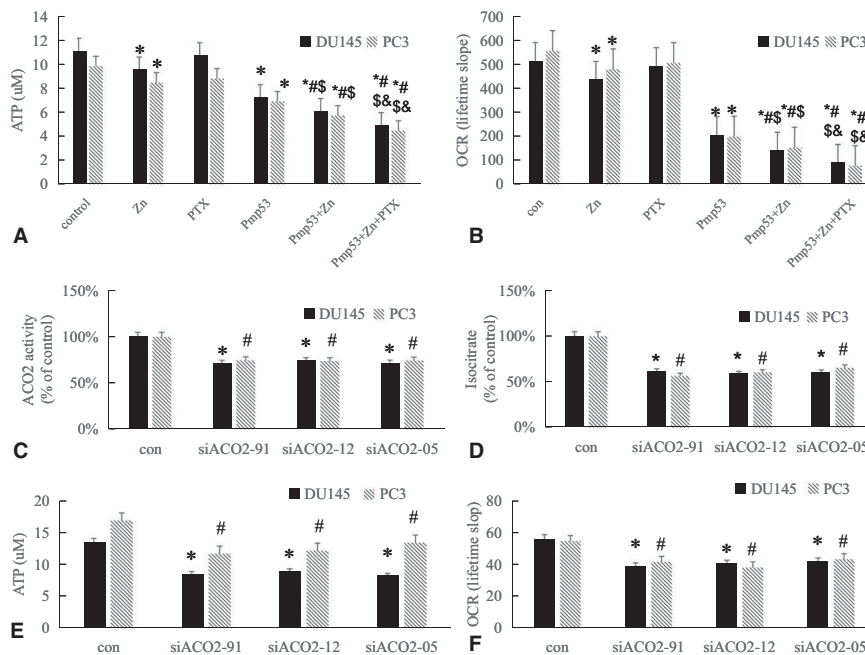 14
12
10
8
6
4
2
0
ATP (uM)
DU145 PC3
* * * * *#$ *#$ *# *#
$& $&
control Zn PTX Pmp53 Pmp53+Zn Pmp53+Zn+PTX
A
700
600
500
400
300
200
100
0
OCR (lifetime slope)
DU145 PC3
* * * * *#$ *#$ *# *#
$& $&
con Zn PTX Pmp53 Pmp53+Zn Pmp53+Zn+PTX
B
150%
100%
50%
0%
ACO2 activity
(% of control)
DU145 PC3
* # * # * #
con siACO2-91 siACO2-12 siACO2-05
C
150%
100%
50%
0%
Isocitrate
(% of control)
DU145 PC3
* # * # * #
con siACO2-91 siACO2-12 siACO2-05
D
20
15
10
5
0
ATP (uM)
DU145 PC3
* # * # * #
con siACO2-91 siACO2-12 siACO2-05
E
80
60
40
20
0
OCR (lifetime slop)
DU145 PC3
* # * # * #
con siACO2-91 siACO2-12 siACO2-05
F